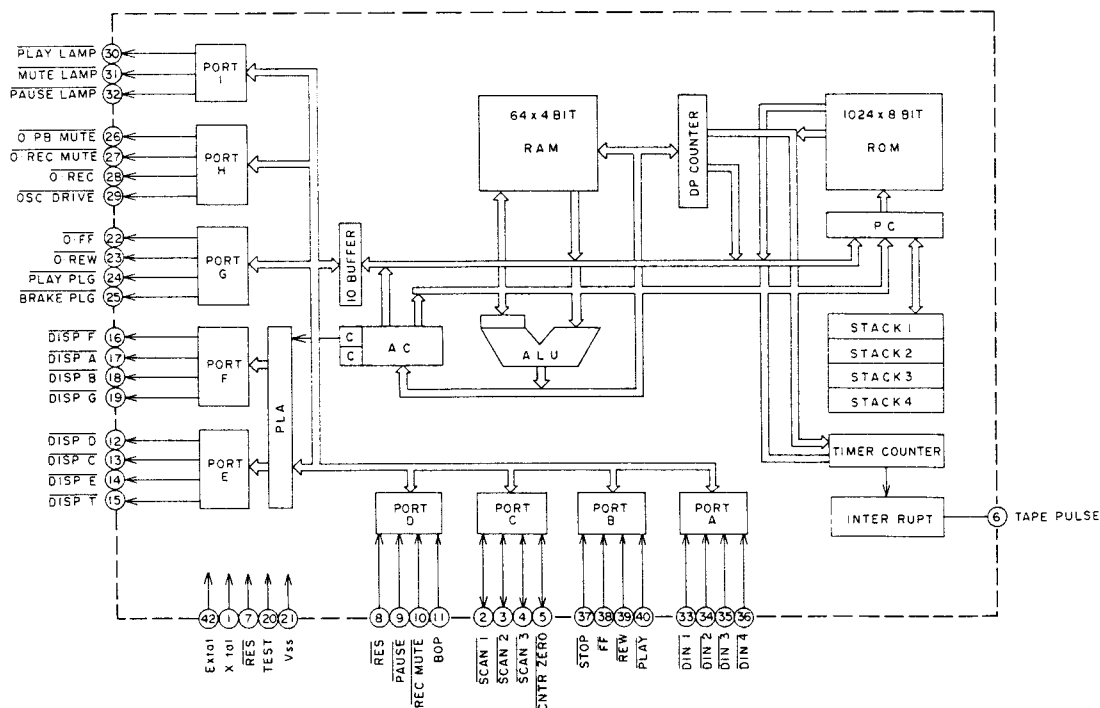 PLAY LAMP 30
MUTE LAMP 31
PAUSE LAMP 32
PORT
I
O·PB MUTE 26
O·REC MUTE 27
O·REC 28
OSC DRIVE 29
PORT
H
O·FF 22
O·REW 23
PLAY PLG 24
BRAKE PLG 25
PORT
G
DISP F 16
DISP A 17
DISP B 18
DISP G 19
PORT
F
DISP D 12
DISP C 13
DISP E 14
DISP T 15
PORT
E
PLA
IO BUFFER
C
C
AC
64 x 4 BIT
RAM
ALU
DP COUNTER
1024 x 8 BIT
ROM
PC
STACK 1
STACK 2
STACK 3
STACK 4
TIMER COUNTER
INTER RUPT
6 TAPE PULSE
PORT
D
PORT
C
PORT
B
PORT
A
42 1 7 20 21
Extal
X tal
RES
TEST
Vss
8 9 10 11
RES
PAUSE
REC MUTE
BOP
2 3 4 5
SCAN 1
SCAN 2
SCAN 3
CNTR ZERO
37 38 39 40
STOP
FF
REW
PLAY
33 34 35 36
DIN 1
DIN 2
DIN 3
DIN 4